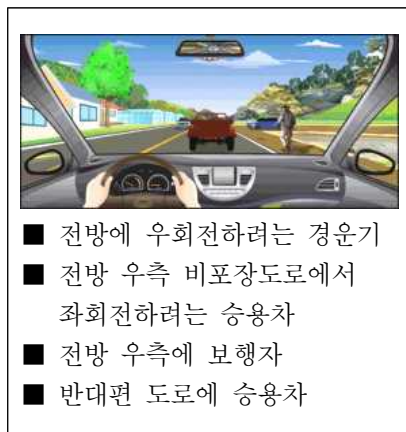 ■ 전방에 우회전하려는 경운기
■ 전방 우측 비포장도로에서
좌회전하려는 승용차
■ 전방 우측에 보행자
■ 반대편 도로에 승용차